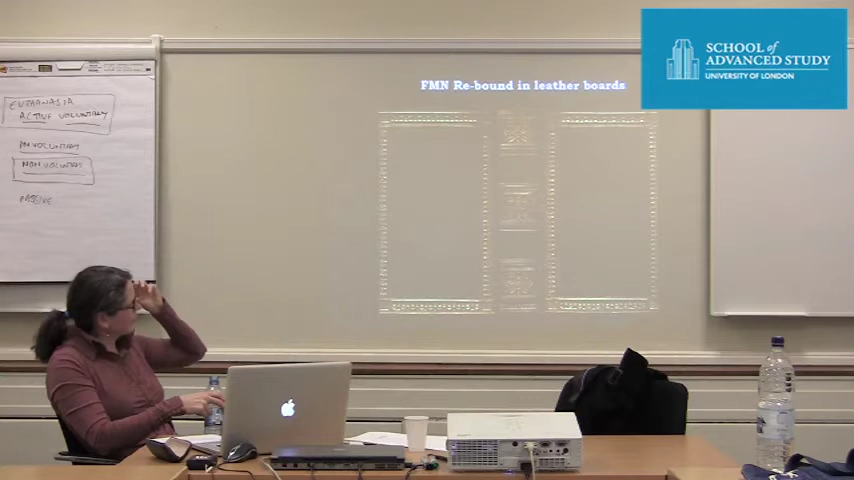 EUTHANASIA
ACTIVE VOLUNTARY
INVOLUNTARY
NON VOLUNTARY
PASSIVE
FMN Re-bound in leather boards
SCHOOL of
ADVANCED STUDY
UNIVERSITY OF LONDON